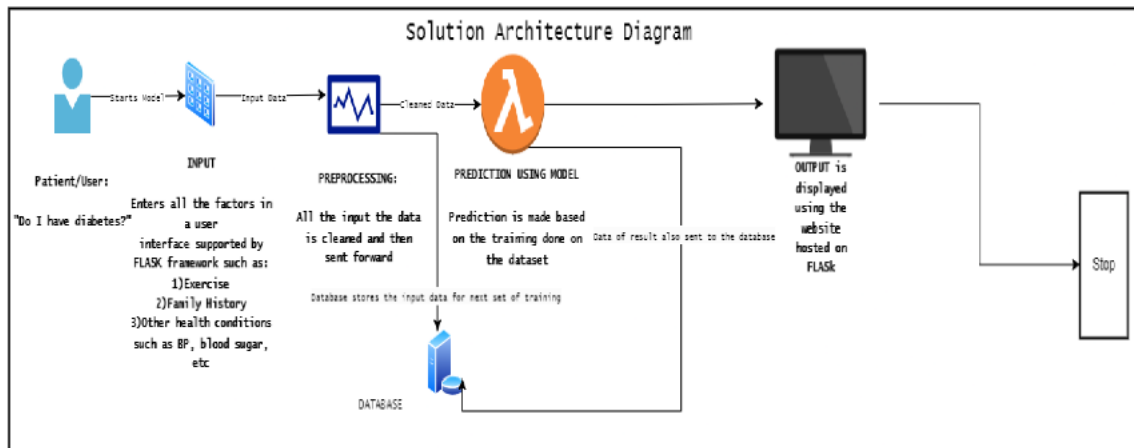 Solution Architecture Diagram
Starts Model
Input Data
Cleaned Data
Patient/User:
"Do I have diabetes?"
INPUT
Enters all the factors in
a user
interface supported by
FLASK framework such as:
1)Exercise
2)Family History
3)Other health conditions
such as BP, blood sugar,
etc
PREPROCESSING:
All the input the data
is cleaned and then
sent forward
PREDICTION USING MODEL
Prediction is made based
on the training done on
the dataset
Data of result also sent to the database
Database stores the input data for next set of training
DATABASE
OUTPUT is
displayed
using the
website
hosted on
FLASk
Stop